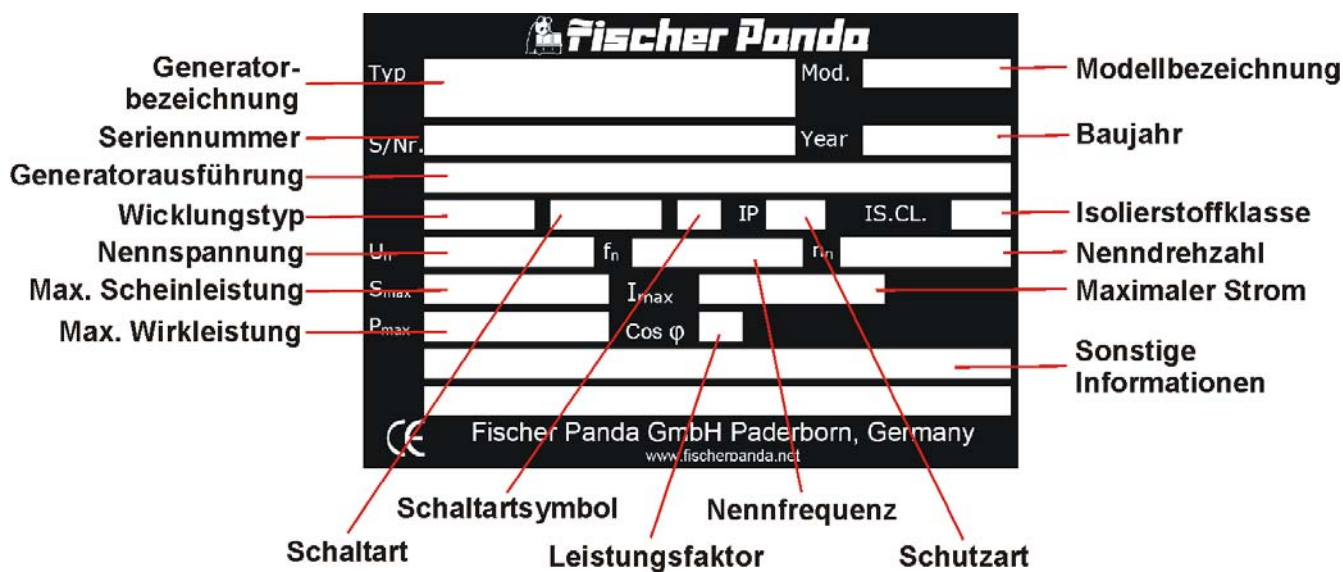 Fischer Panda
Generator-
bezeichnung
Typ
Mod.
Modellbezeichnung
Seriennummer
S/Nr.
Year
Baujahr
Generatorausführung
Wicklungstyp
IP
IS.CL.
Isolierstoffklasse
Nennspannung
Un
fn
nn
Nenndrehzahl
Max. Scheinleistung
Smax
Imax
Maximaler Strom
Max. Wirkleistung
Pmax
Cos φ
Sonstige
Informationen
CE
Fischer Panda GmbH Paderborn, Germany
www.fischerpanda.net
Schaltartsymbol
Nennfrequenz
Schaltart
Leistungsfaktor
Schutzart